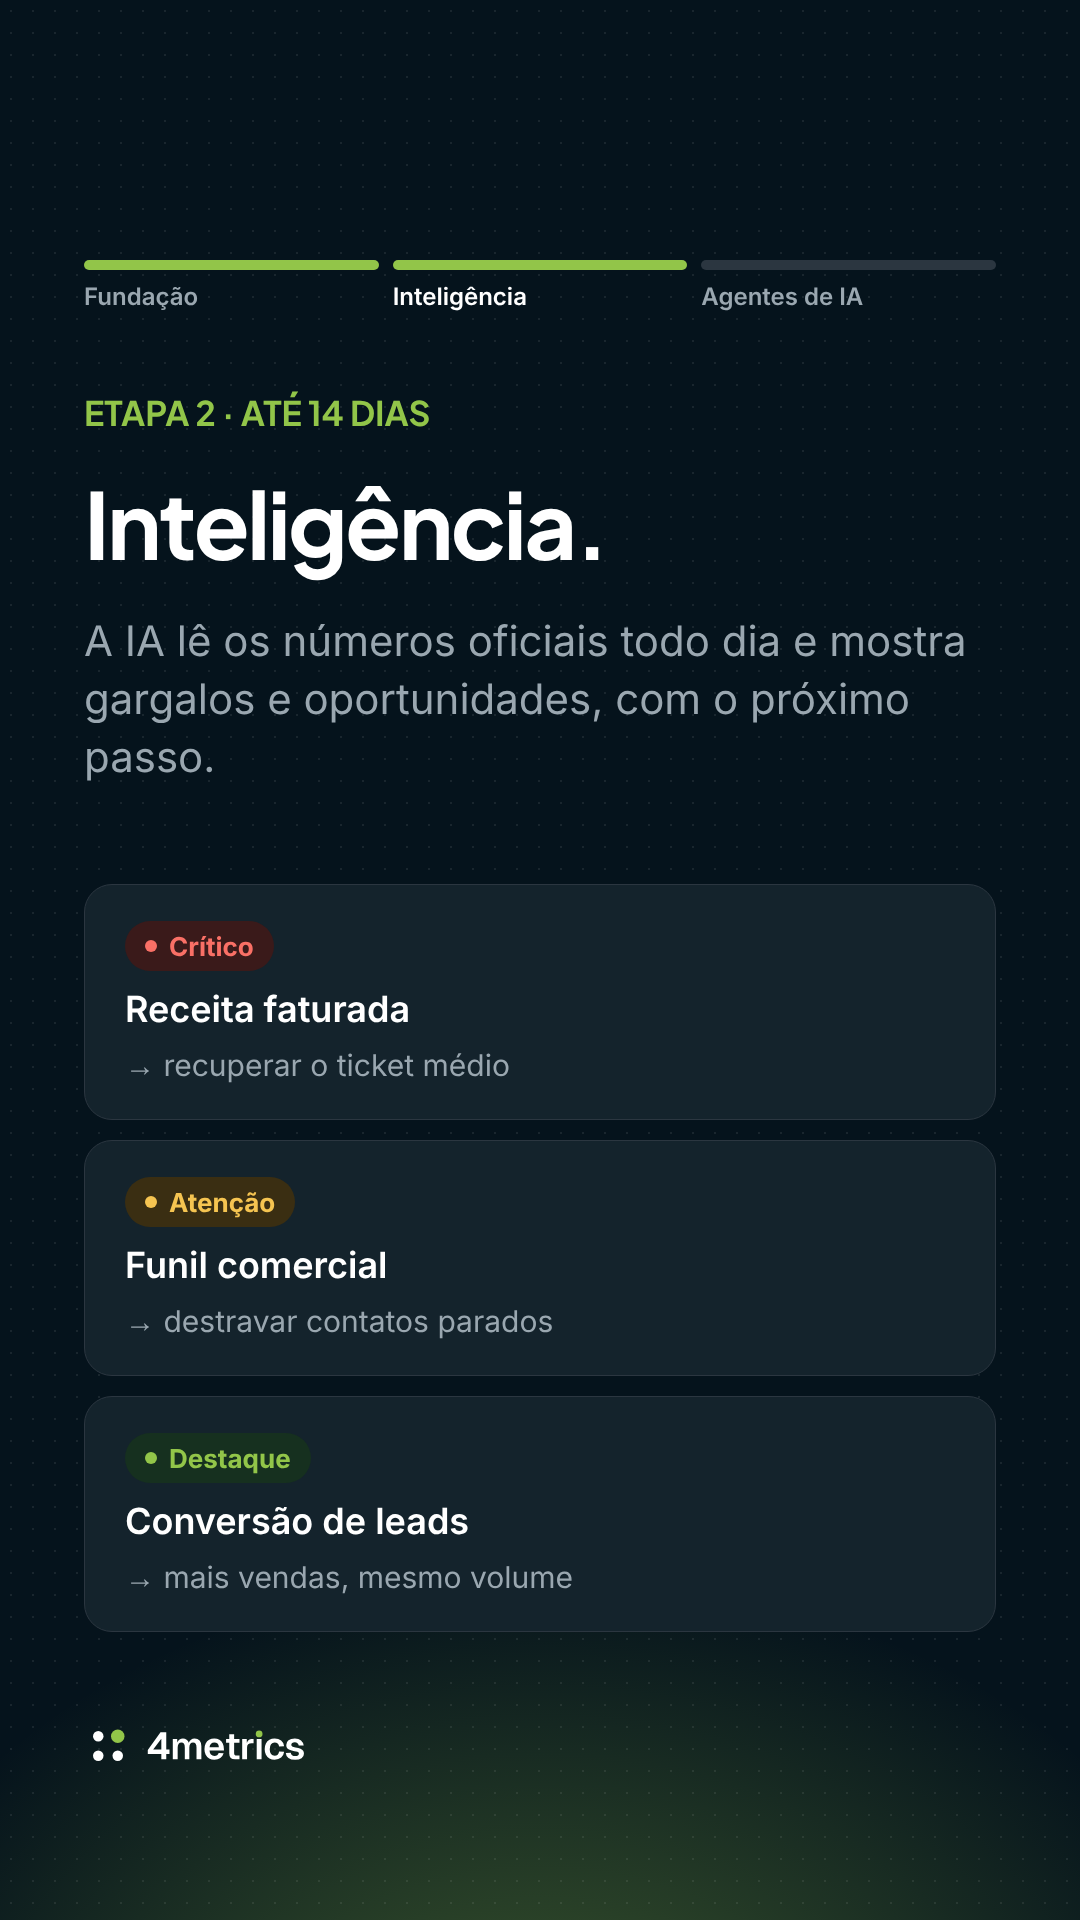 Fundação
Inteligência
Agentes de IA
ETAPA 2 · ATÉ 14 DIAS
Inteligência.
A IA lê os números oficiais todo dia e mostra
gargalos e oportunidades, com o próximo
passo.
Crítico
Receita faturada
→ recuperar o ticket médio
Atenção
Funil comercial
→ destravar contatos parados
Destaque
Conversão de leads
→ mais vendas, mesmo volume
4metrics